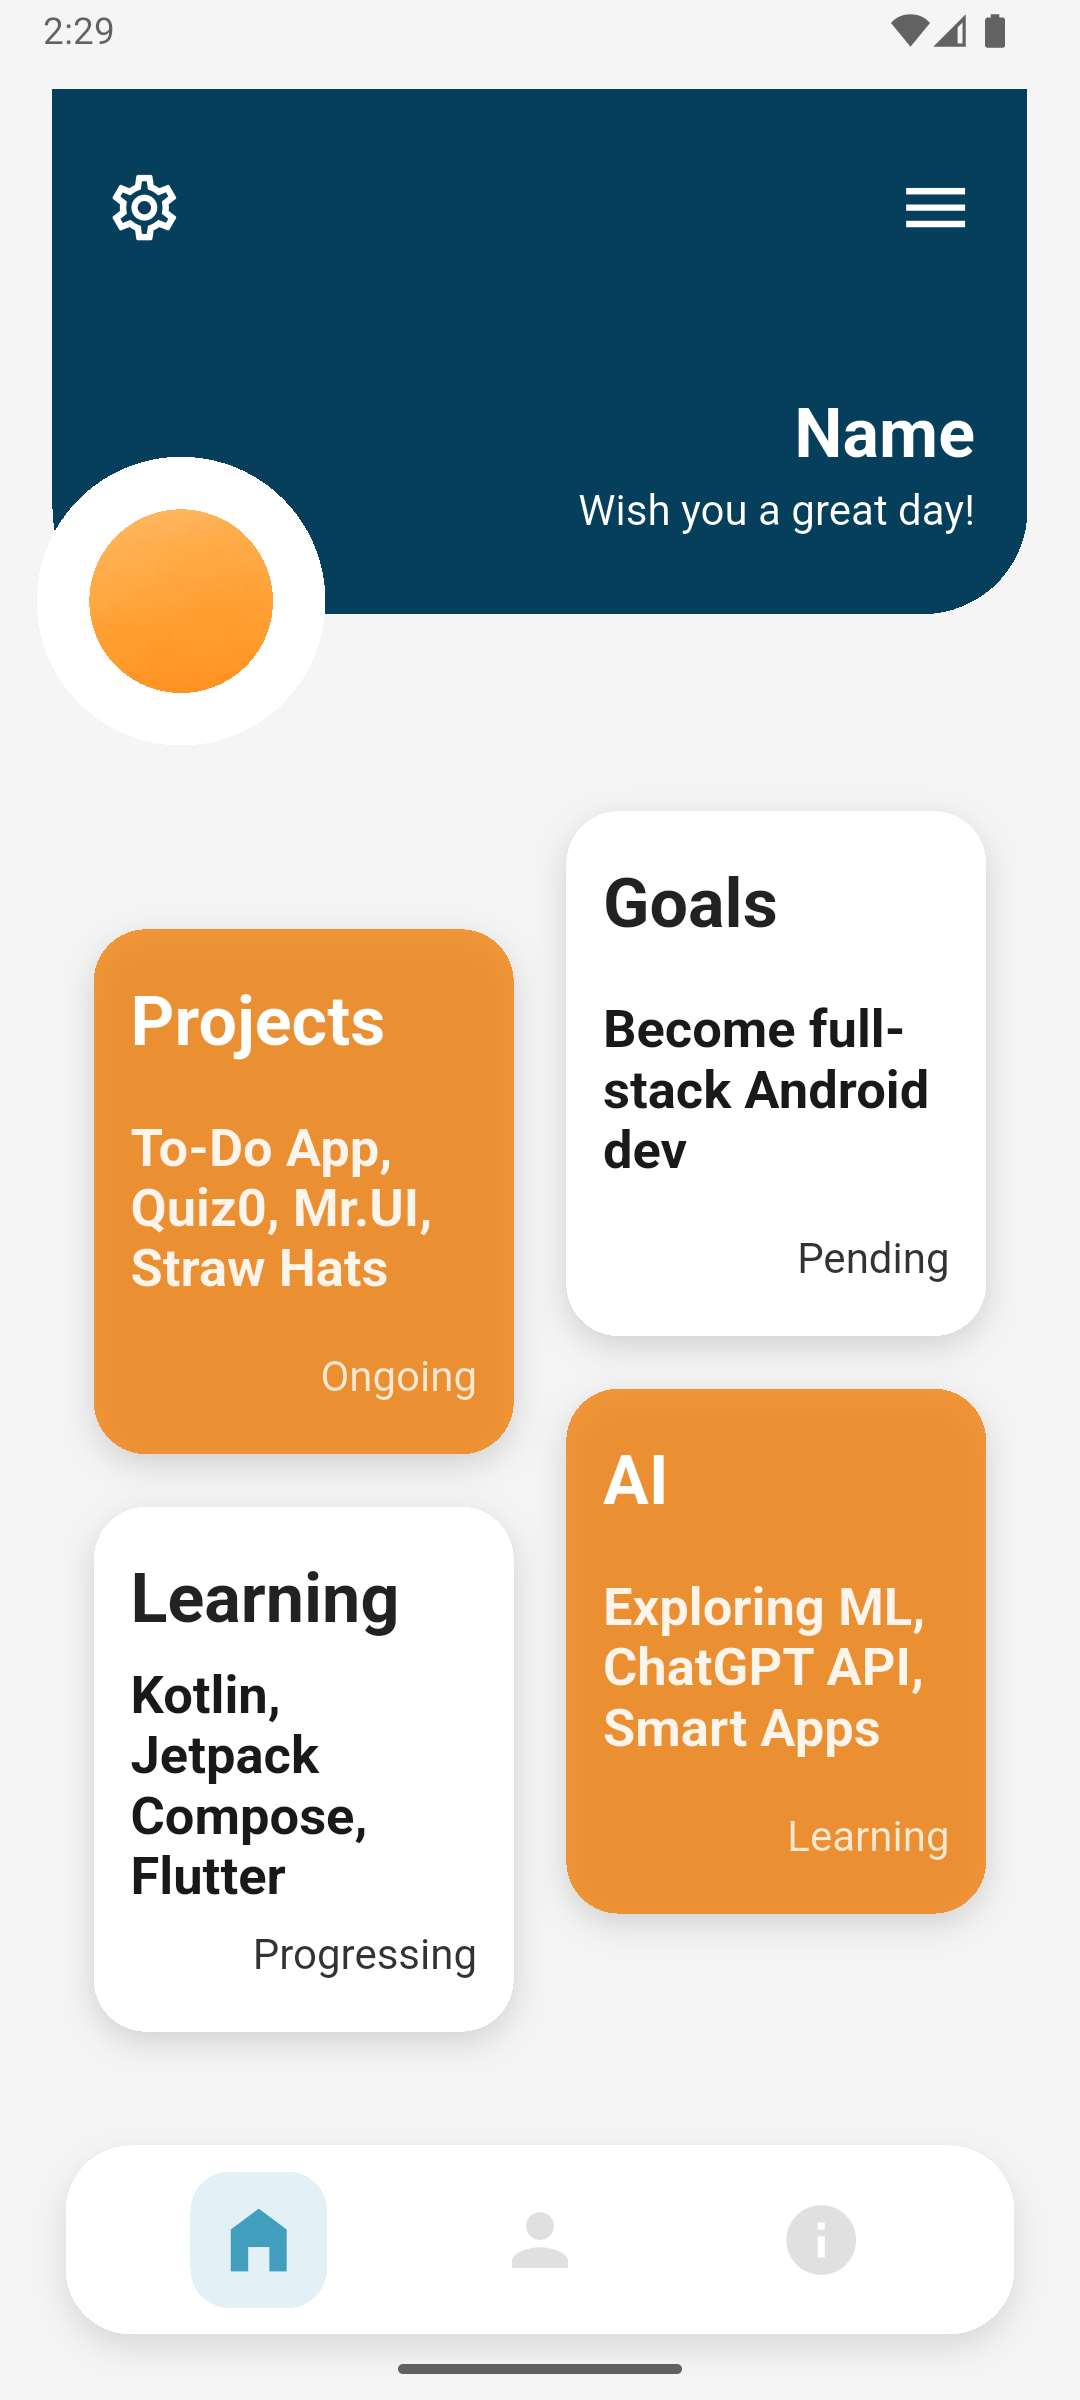 2:29
Name
Wish you a great day!
Goals
Become full-
stack Android
dev
Pending
Projects
To-Do App,
Quiz0, Mr.UI,
Straw Hats
Ongoing
AI
Exploring ML,
ChatGPT API,
Smart Apps
Learning
Learning
Kotlin,
Jetpack
Compose,
Flutter
Progressing